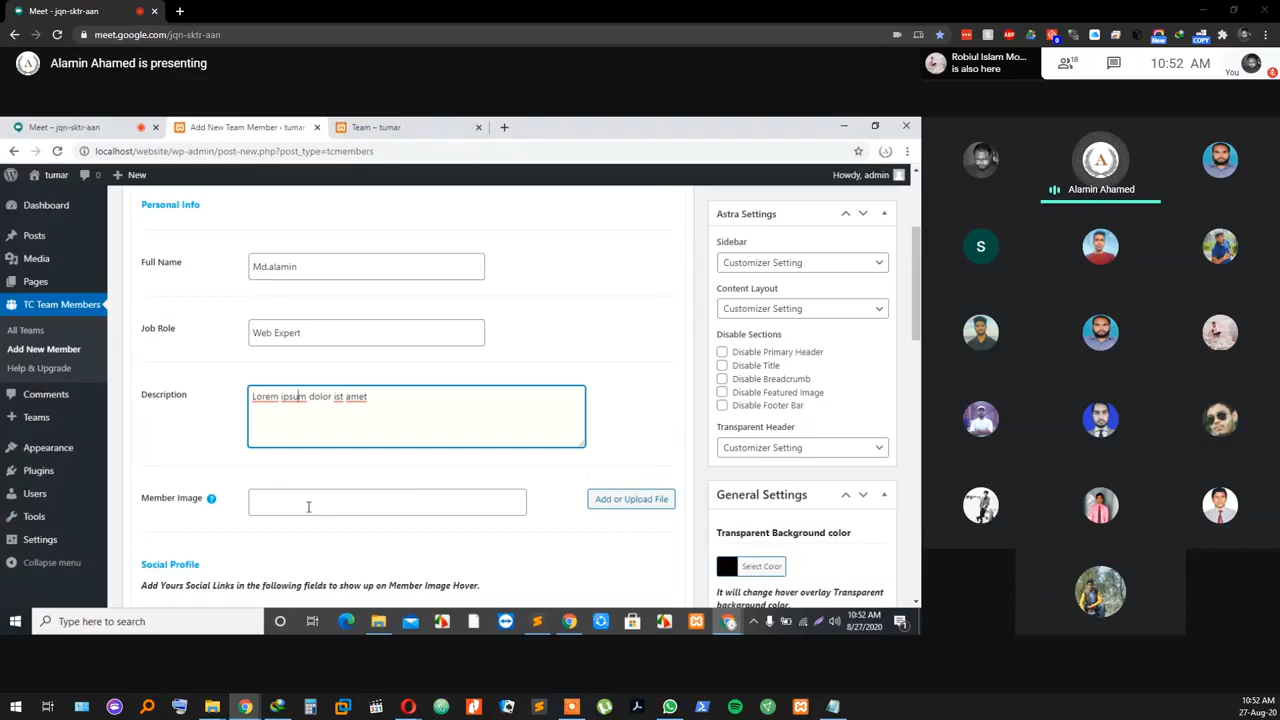 Meet - jqn-sktr-aan
meet.google.com/jqn-sktr-aan
ABP
0
New
COPY
Alamin Ahamed is presenting
Robiul Islam Mo...
is also here
18
10:52 AM
You
Meet – jqn-sktr-aan
Add New Team Member ‹ tumar
Team – tumar
localhost/website/wp-admin/post-new.php?post_type=tcmembers
tumar
0
New
Howdy, admin
Dashboard
Posts
Media
Pages
TC Team Members
All Teams
Add New Member
Help & Upgrade
Comments
Teams
Appearance
Plugins
Users
Tools
Settings
Collapse menu
Personal Info
Full Name
Md.alamin
Job Role
Web Expert
Description
Lorem ipsum dolor ist amet
Member Image
?
Add or Upload File
Social Profile
Add Yours Social Links in the following fields to show up on Member Image Hover.
Astra Settings
Sidebar
Customizer Setting
Content Layout
Customizer Setting
Disable Sections
Disable Primary Header
Disable Title
Disable Breadcrumb
Disable Featured Image
Disable Footer Bar
Transparent Header
Customizer Setting
General Settings
Transparent Background color
Select Color
It will change hover overlay Transparent
background color.
A
Alamin Ahamed
S
Type here to search
10:52 AM
8/27/2020
1
10:52 AM
27-Aug-20